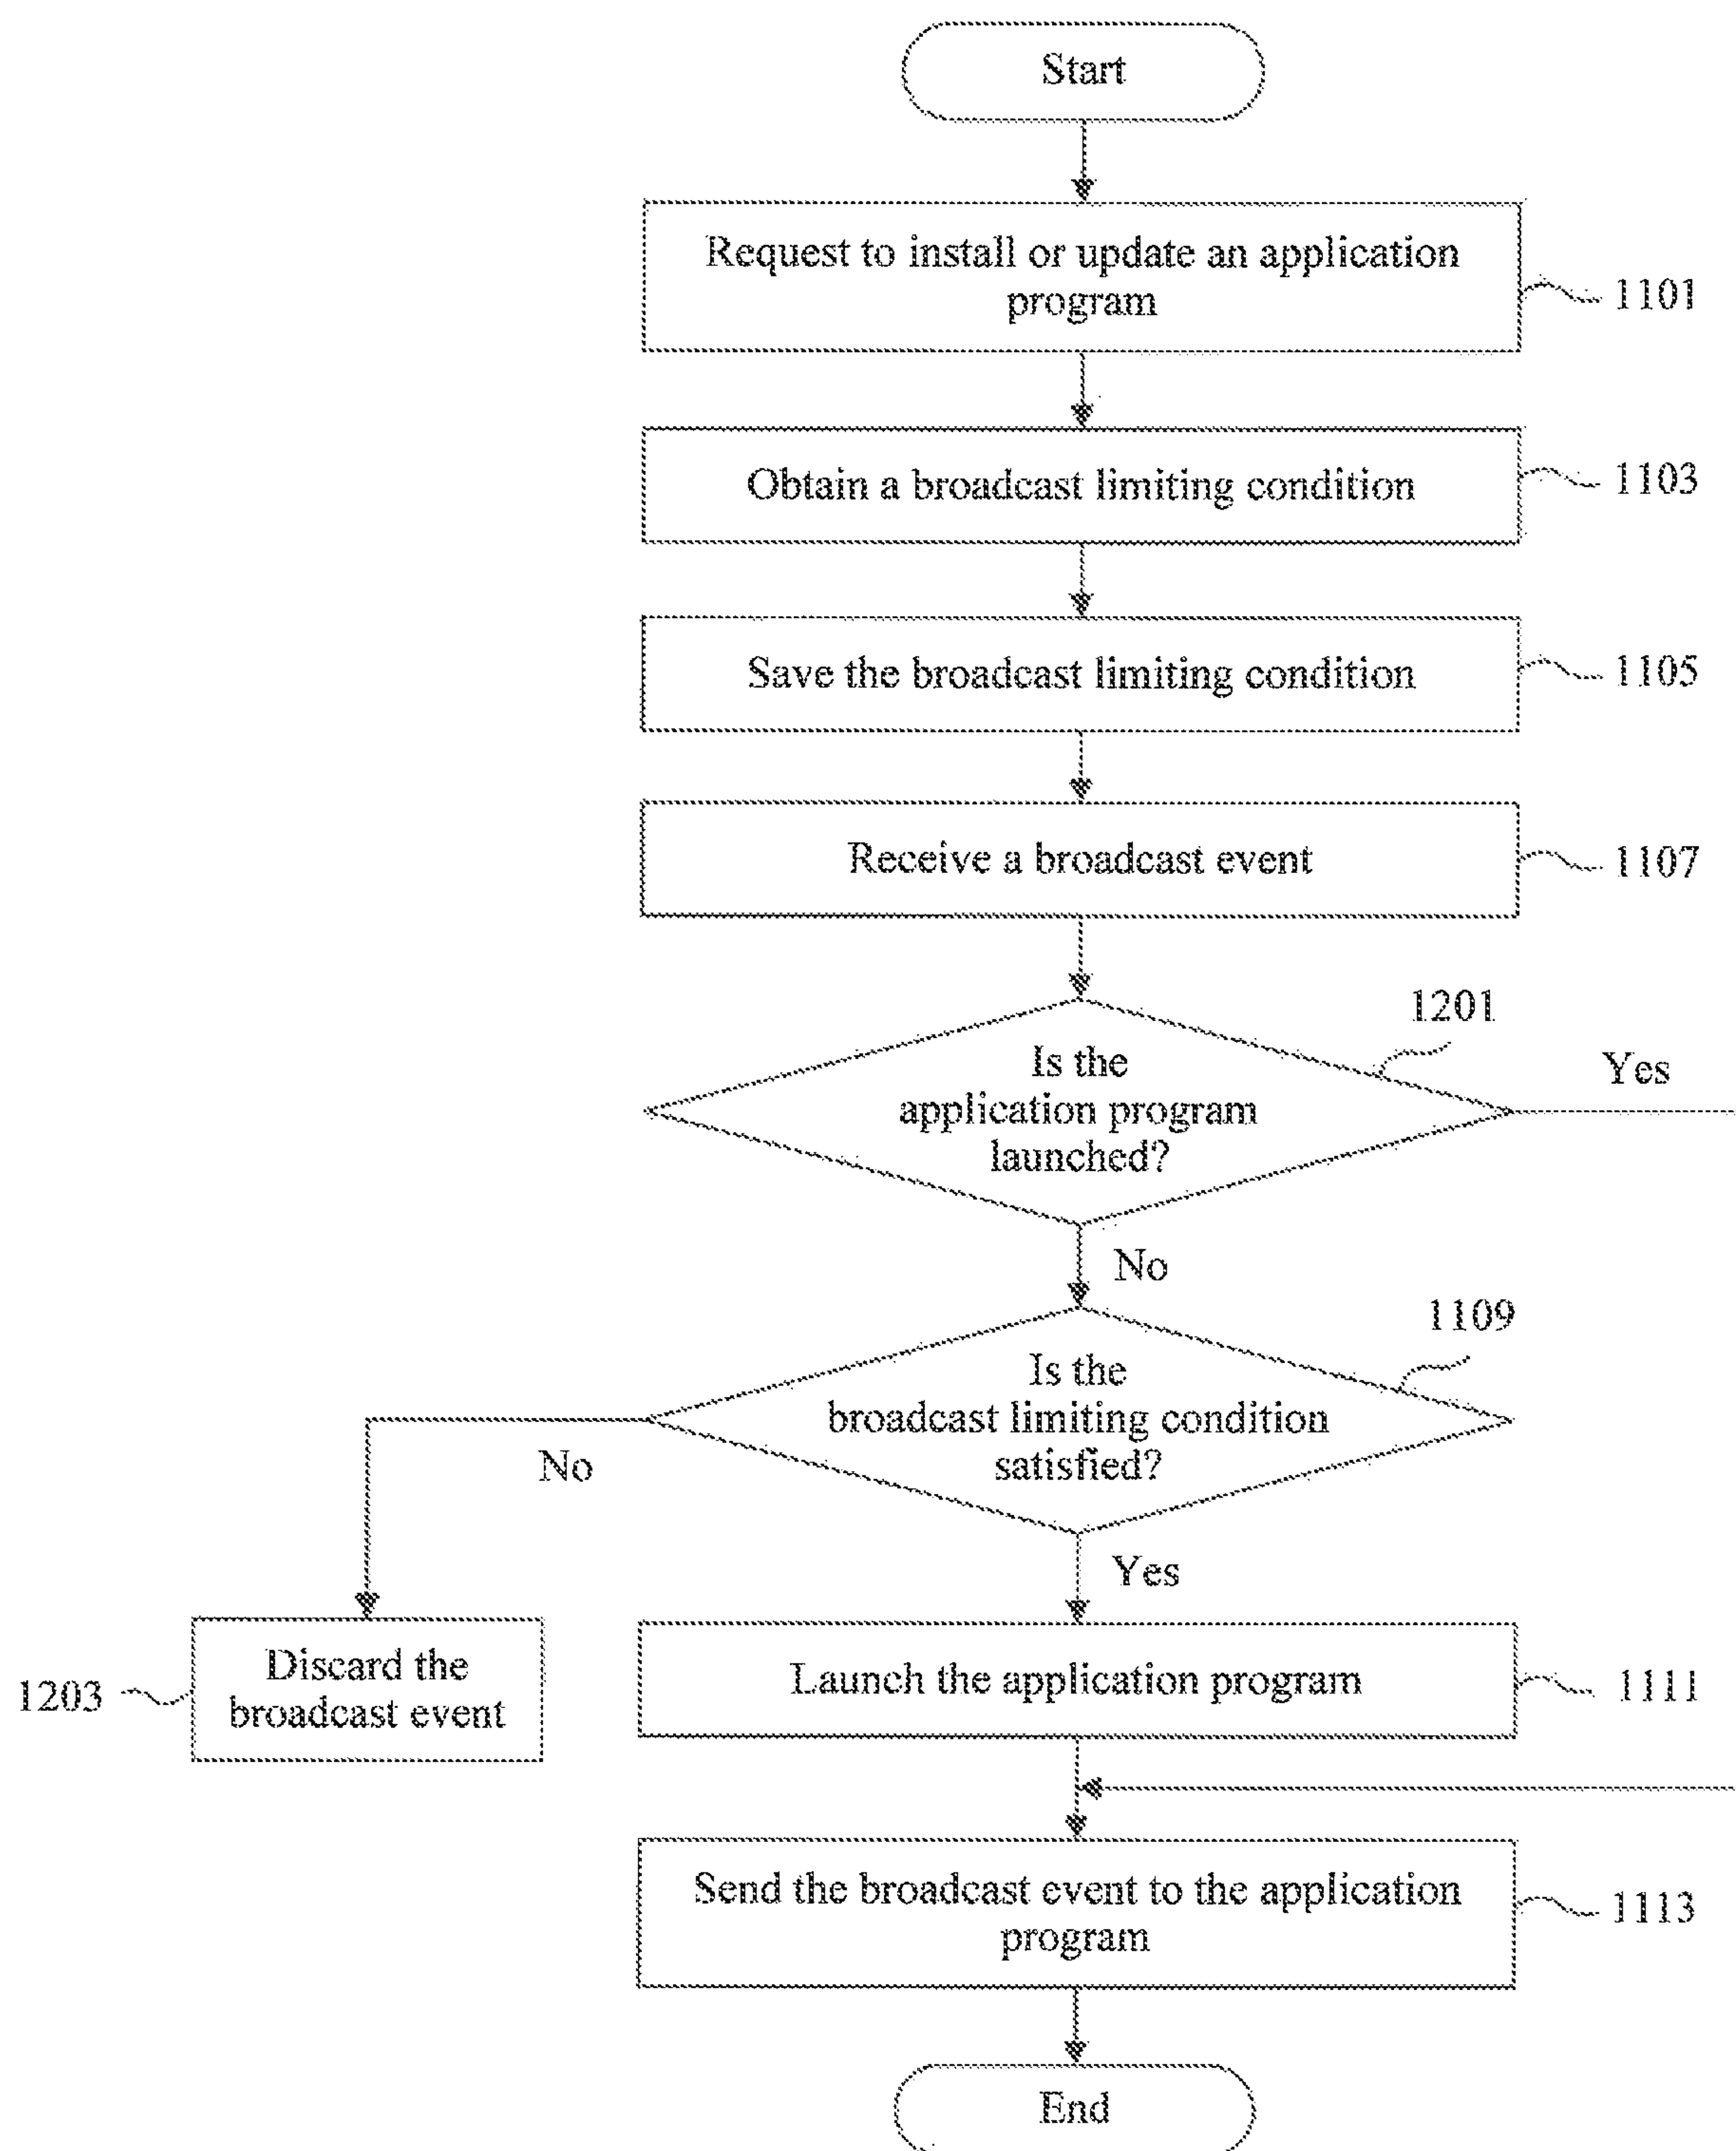 Start
Request to install or update an application
program
1101
Obtain a broadcast limiting condition
1103
Save the broadcast limiting condition
1105
Receive a broadcast event
1107
1201
Is the
application program
launched?
Yes
No
1109
Is the
broadcast limiting condition
satisfied?
No
Yes
Discard the
broadcast event
1203
Launch the application program
1111
Send the broadcast event to the application
program
1113
End